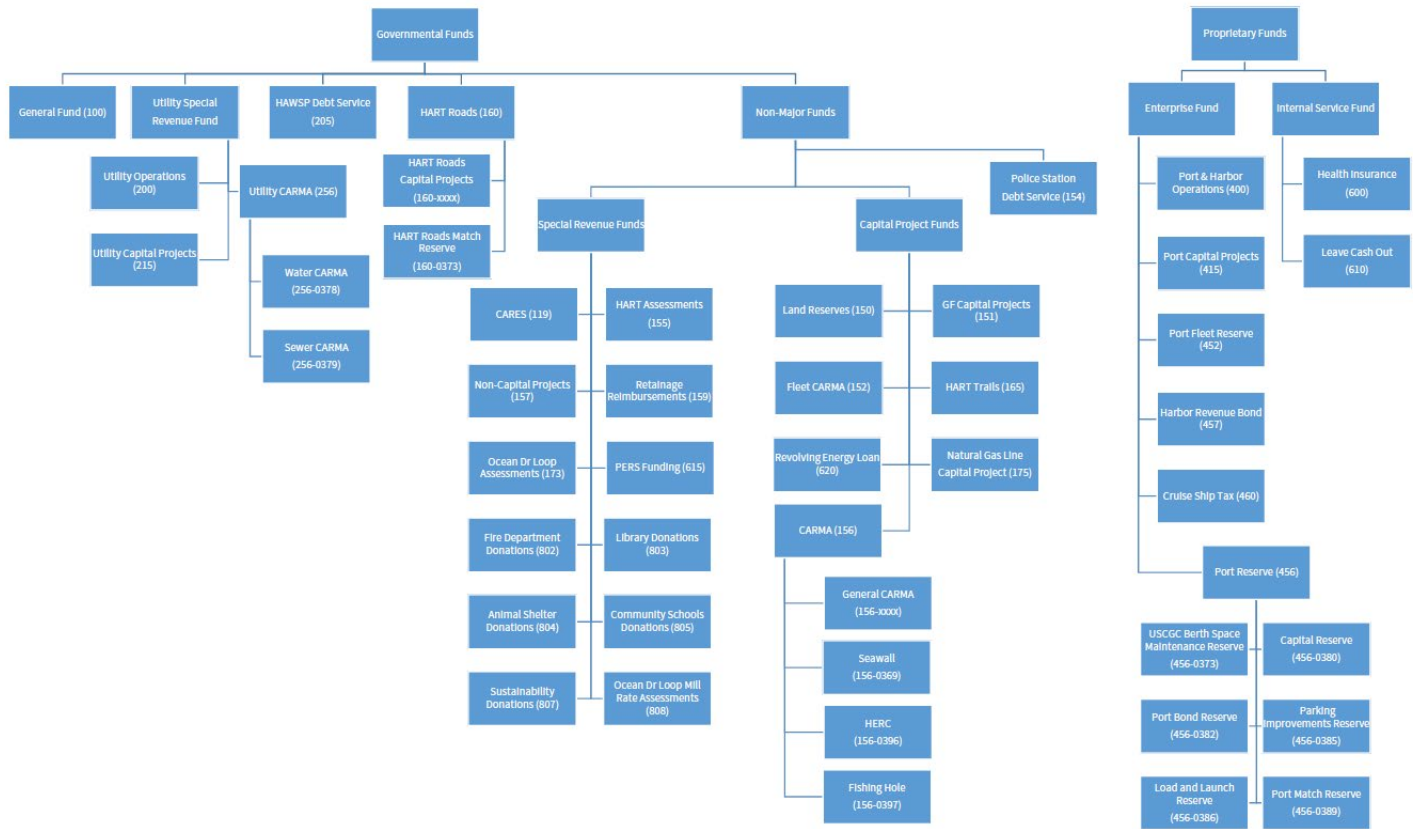 Governmental Funds
General Fund (100)
Utility Special
Revenue Fund
HAWSP Debt Service
(205)
HART Roads (160)
Non-Major Funds
Utility Operations
(200)
Utility CARMA (256)
Utility Capital Projects
(215)
Water CARMA
(256-0378)
Sewer CARMA
(256-0379)
HART Roads
Capital Projects
(160-xxxx)
HART Roads Match
Reserve
(160-0373)
Police Station
Debt Service (154)
Special Revenue Funds
CARES (119)
HART Assessments
(155)
Non-Capital Projects
(157)
Retainage
Reimbursements (159)
Ocean Dr Loop
Assessments (173)
PERS Funding (615)
Fire Department
Donations (802)
Library Donations
(803)
Animal Shelter
Donations (804)
Community Schools
Donations (805)
Sustainability
Donations (807)
Ocean Dr Loop Mill
Rate Assessments
(808)
Capital Project Funds
Land Reserves (150)
GF Capital Projects
(151)
Fleet CARMA (152)
HART Trails (165)
Revolving Energy Loan
(620)
Natural Gas Line
Capital Project (175)
CARMA (156)
General CARMA
(156-xxxx)
Seawall
(156-0369)
HERC
(156-0396)
Fishing Hole
(156-0397)
Proprietary Funds
Enterprise Fund
Internal Service Fund
Port & Harbor
Operations (400)
Port Capital Projects
(415)
Port Fleet Reserve
(452)
Harbor Revenue Bond
(457)
Cruise Ship Tax (460)
Health Insurance
(600)
Leave Cash Out
(610)
Port Reserve (456)
USCGC Berth Space
Maintenance Reserve
(456-0373)
Capital Reserve
(456-0380)
Port Bond Reserve
(456-0382)
Parking
Improvements Reserve
(456-0385)
Load and Launch
Reserve
(456-0386)
Port Match Reserve
(456-0389)